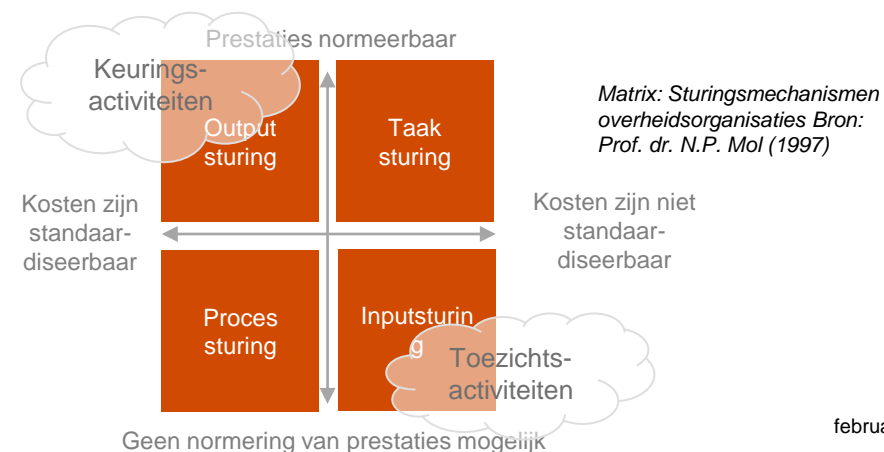 Prestaties normeerbaar
Keurings-
activiteiten
Output
sturing
Taak
sturing
Matrix: Sturingsmechanismen
overheidsorganisaties Bron:
Prof. dr. N.P. Mol (1997)
Kosten zijn
standaar-
diseerbaar
Kosten zijn niet
standaar-
diseerbaar
Proces
sturing
Inputsturin
g
Toezichts-
activiteiten
Geen normering van prestaties mogelijk
februa